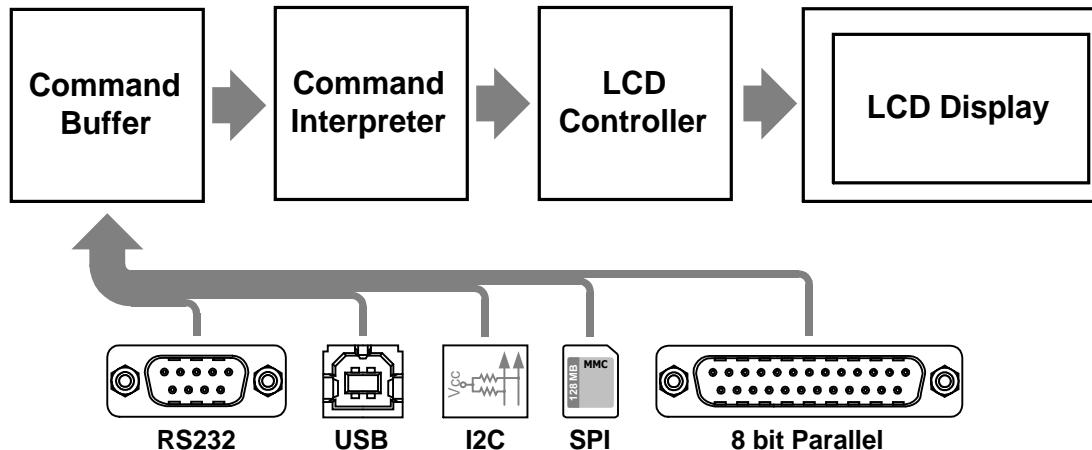 Command
Buffer
Command
Interpreter
LCD
Controller
LCD Display
VCC
128 MB
MMC
RS232
USB
I2C
SPI
8 bit Parallel